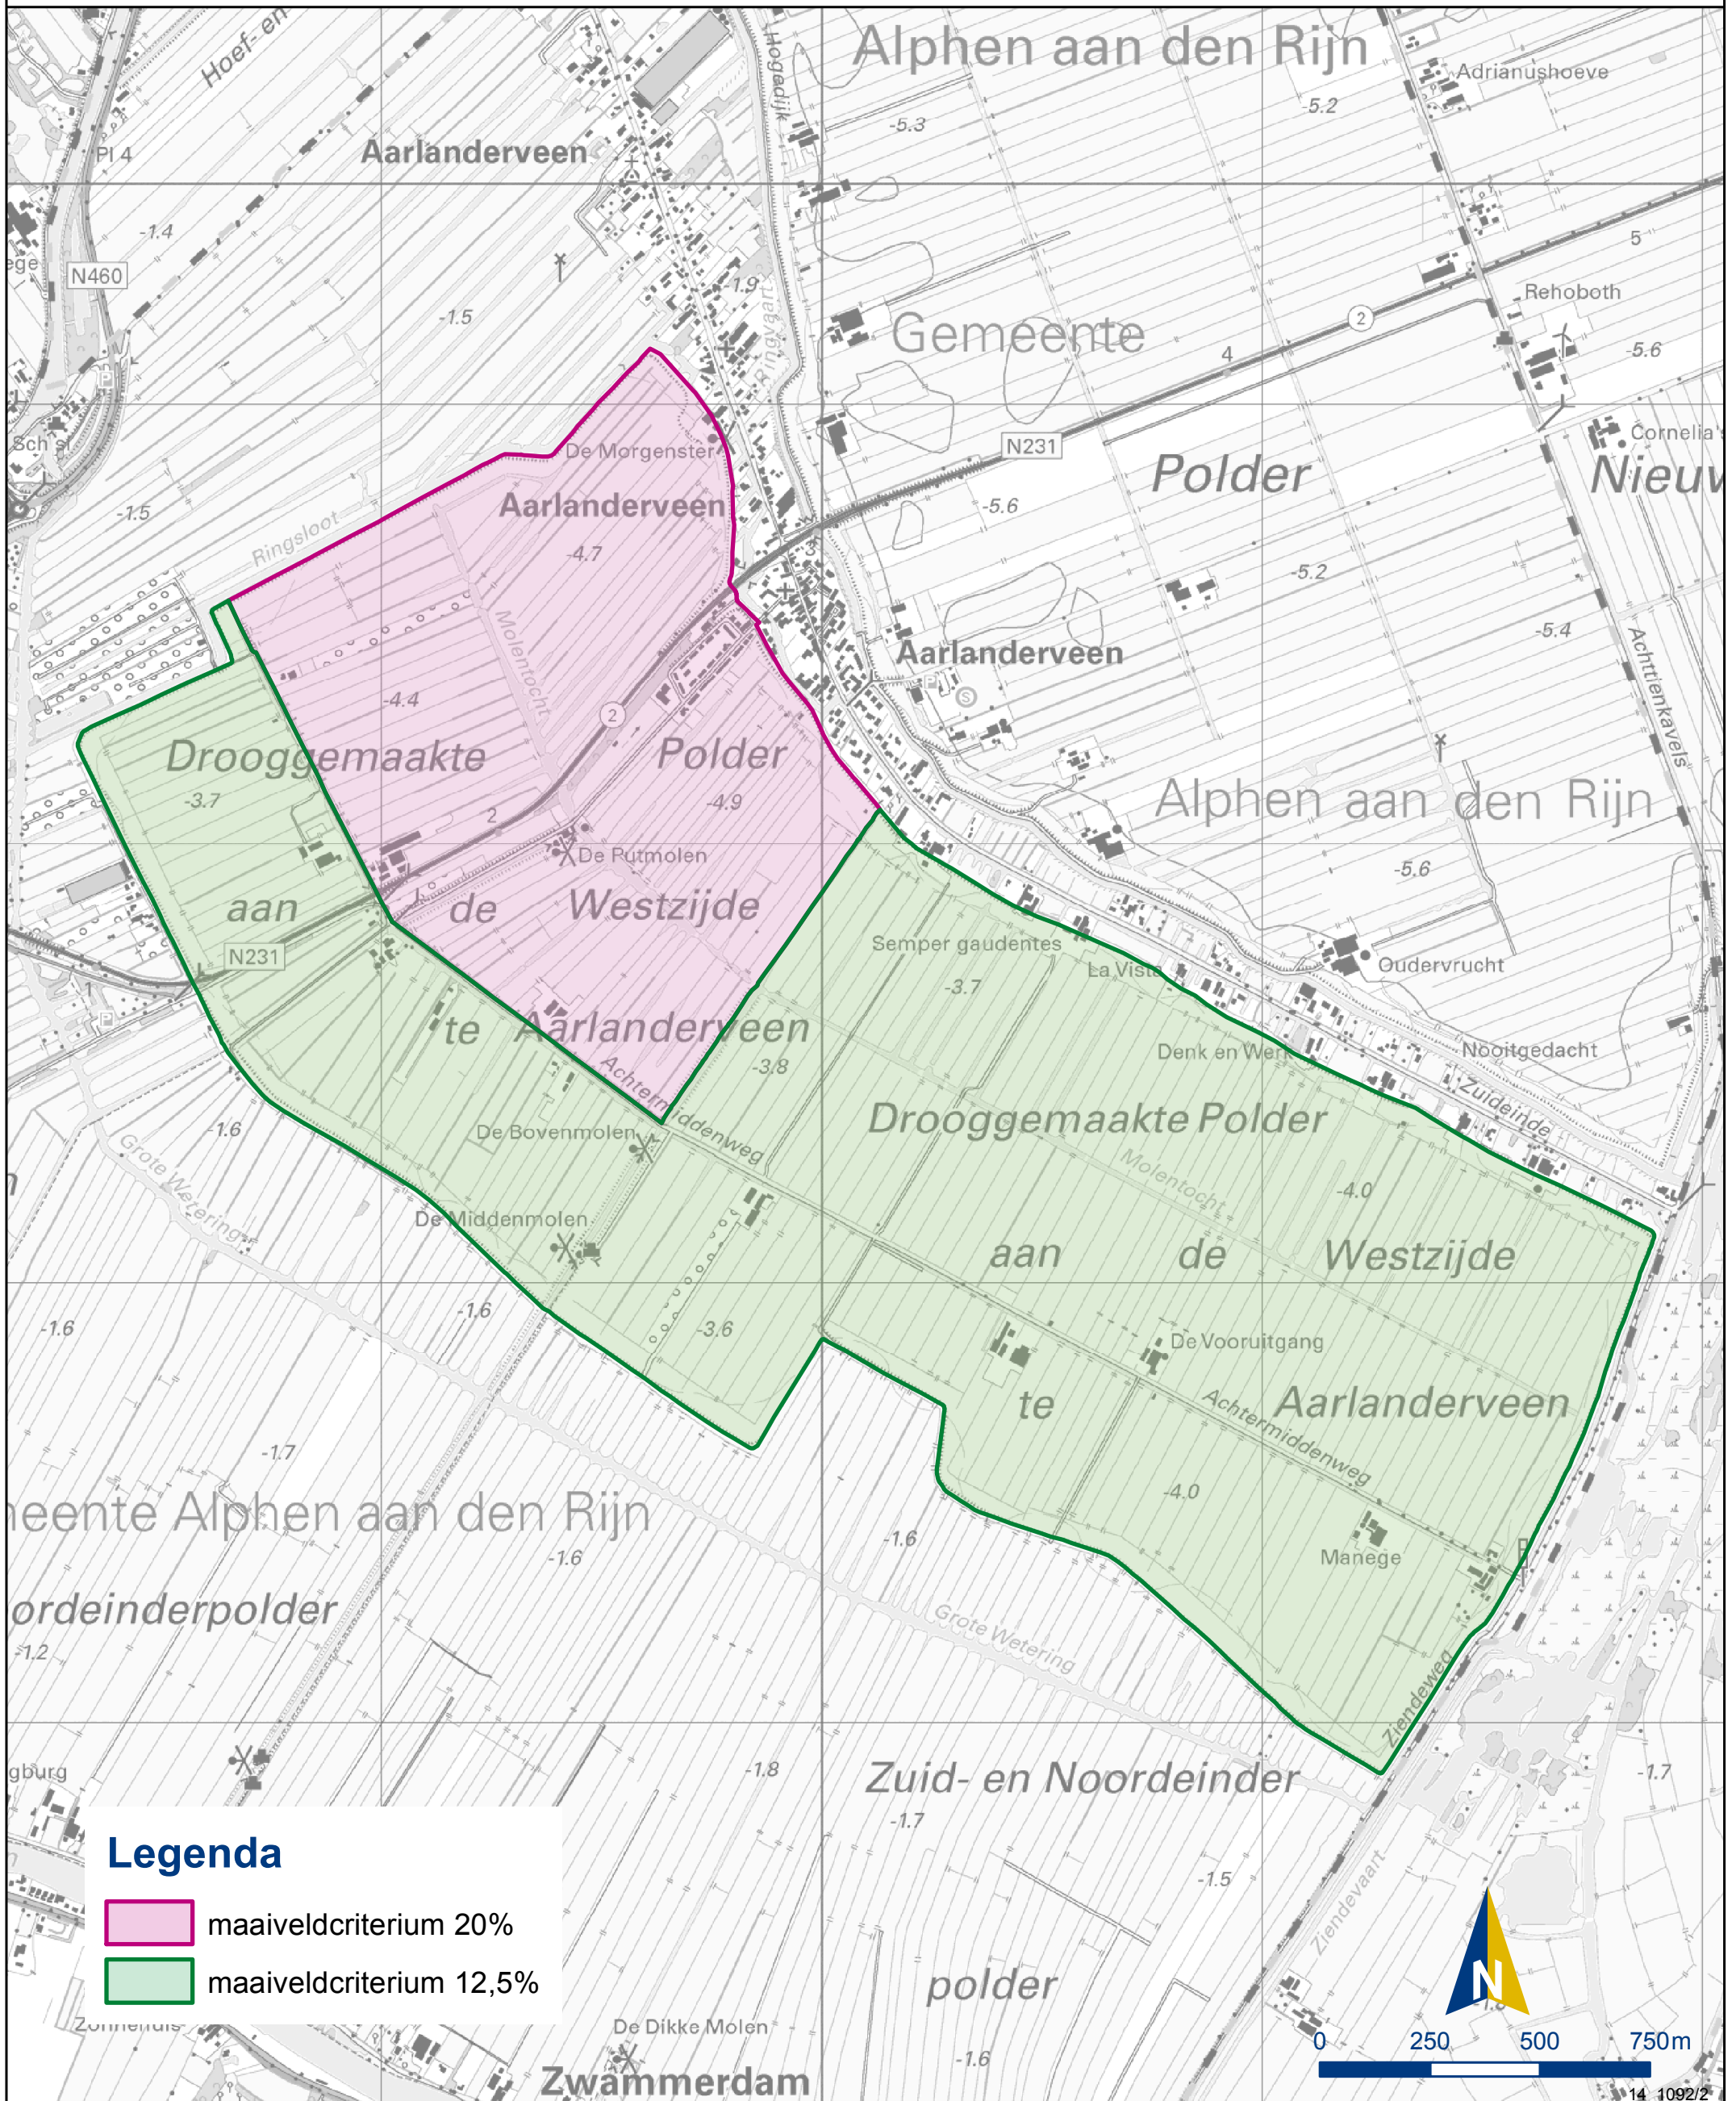 Hoef- en
Hogedijk
Alphen aan den Rijn
Adrianushoeve
-5.2
-5.3
Pl 4
Aarlanderveen
-1.4
5
N460
-1.9
Rehoboth
-1.5
Ringvaart
Gemeente
2
4
-5.6
De Morgenster
N231
Cornelia's
Polder
Nieuw
-1.5
Aarlanderveen
-5.6
Ringsloot
-4.7
3
-5.2
Molentocht
-5.4
Aarlanderveen
Achttienkavels
-4.4
2
Drooggemaakte
Polder
-3.7
-4.9
Alphen aan den Rijn
2
De Putmolen
-5.6
aan
de
Westzijde
Semper gaudentes
N231
La Vista
Oudervrucht
1
-3.7
te
Aarlanderveen
Denk en Werk
Nooitgedacht
-3.8
Achtermiddenweg
Zuideinde
-1.6
De Bovenmolen
Drooggemaakte Polder
Grote Wetering
Molentocht
-4.0
De Middenmolen
aan
de
Westzijde
-1.6
-1.6
-3.6
De Vooruitgang
te
Achtermiddenweg
Aarlanderveen
-1.7
-4.0
neente Alphen aan den Rijn
-1.6
-1.6
Manege
ordeinderpolder
Grote Wetering
-1.2
Ziendeweg
gburg
-1.8
Zuid- en Noordeinder
-1.7
-1.7
Legenda
-1.5
Ziendevaart
maaiveldcriterium 20%
maaiveldcriterium 12,5%
polder
N
De Dikke Molen
0 250 500 750m
-1.6
Zwammerdam
14_1092/2